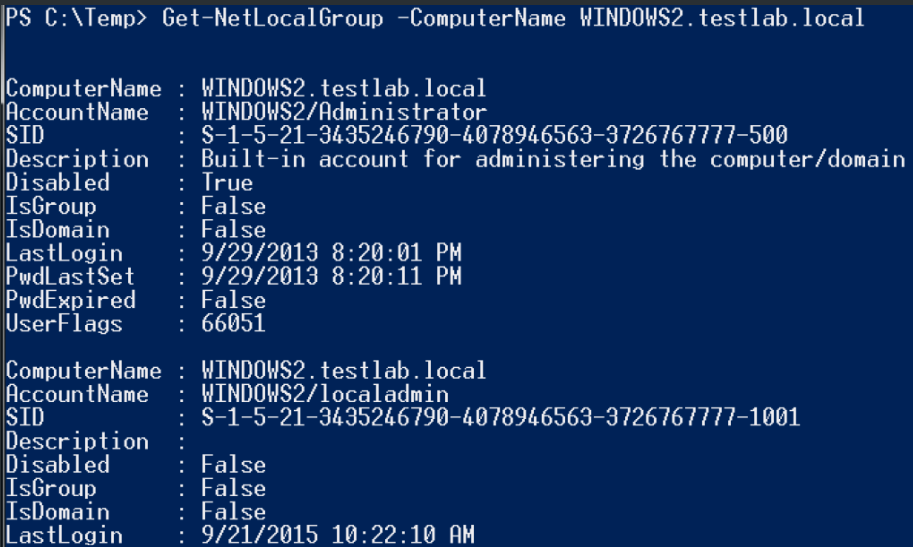 PS C:\Temp> Get-NetLocalGroup -ComputerName WINDOWS2.testlab.local
ComputerName : WINDOWS2.testlab.local
AccountName : WINDOWS2/Administrator
SID : S-1-5-21-3435246790-4078946563-3726767777-500
Description : Built-in account for administering the computer/domain
Disabled : True
IsGroup : False
IsDomain : False
LastLogin : 9/29/2013 8:20:01 PM
PwdLastSet : 9/29/2013 8:20:11 PM
PwdExpired : False
UserFlags : 66051
ComputerName : WINDOWS2.testlab.local
AccountName : WINDOWS2/localadmin
SID : S-1-5-21-3435246790-4078946563-3726767777-1001
Description :
Disabled : False
IsGroup : False
IsDomain : False
LastLogin : 9/21/2015 10:22:10 AM